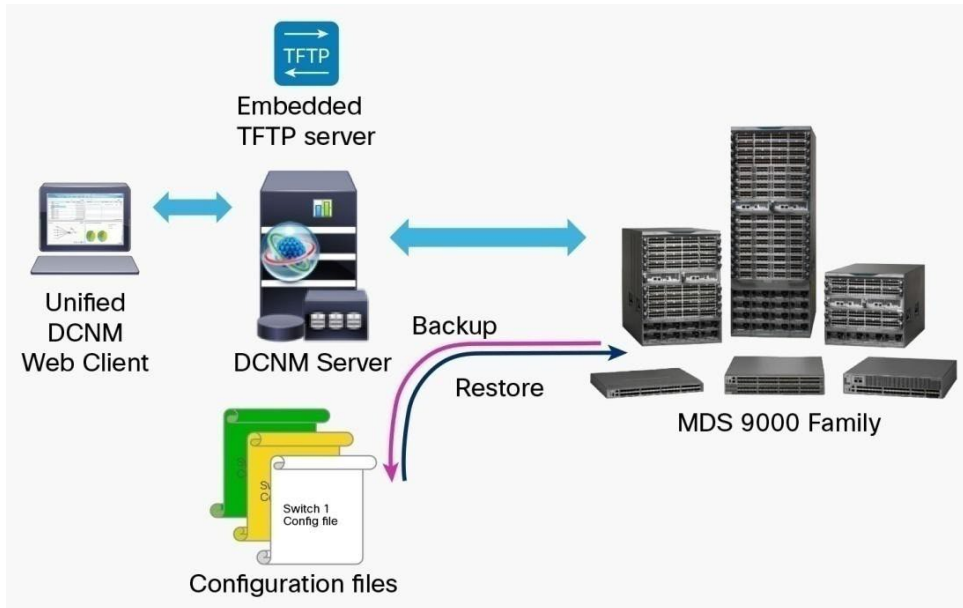 TFTP
Embedded
TFTP server
Unified
DCNM
Web Client
DCNM Server
Backup
Restore
MDS 9000 Family
Switch 1
Config file
Configuration files